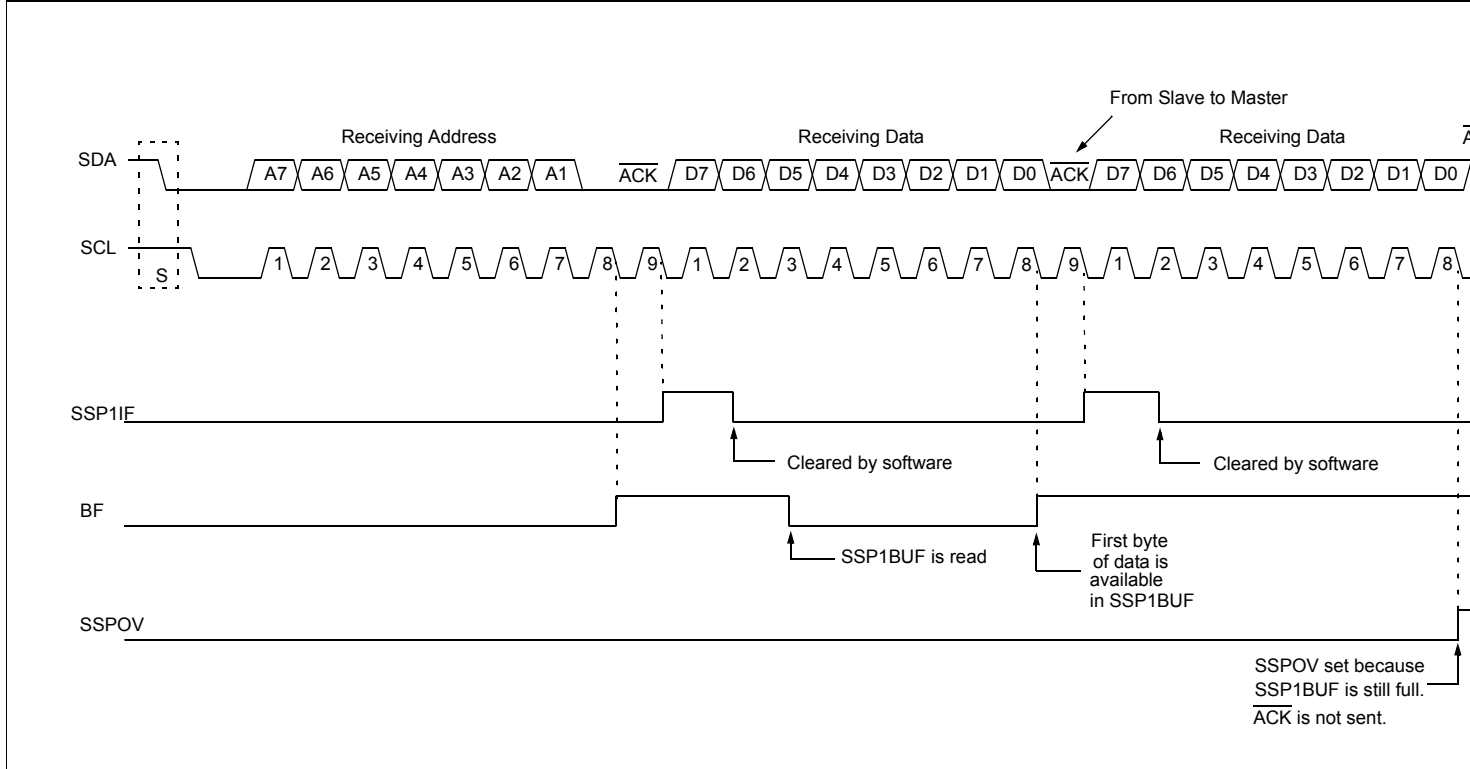 From Slave to Master
Receiving Address
Receiving Data
Receiving Data
SDA
A7 A6 A5 A4 A3 A2 A1 ACK D7 D6 D5 D4 D3 D2 D1 D0 ACK D7 D6 D5 D4 D3 D2 D1 D0
SCL
S
1 2 3 4 5 6 7 8 9 1 2 3 4 5 6 7 8 9 1 2 3 4 5 6 7 8
SSP1IF
Cleared by software
Cleared by software
BF
SSP1BUF is read
First byte
of data is
available
in SSP1BUF
SSPOV
SSPOV set because
SSP1BUF is still full.
ACK is not sent.